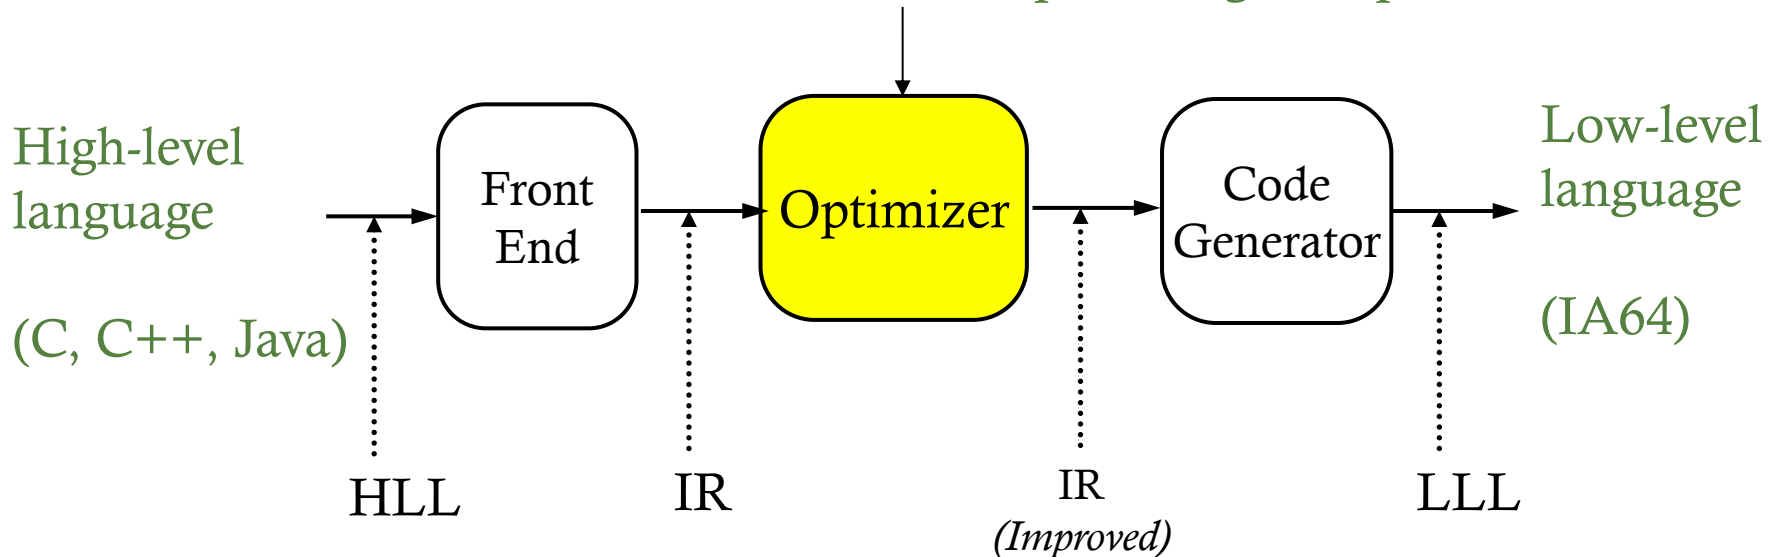 High-level
language
(C, C++, Java)
Front
End
Optimizer
Code
Generator
Low-level
language
(IA64)
HLL
IR
IR
(Improved)
LLL